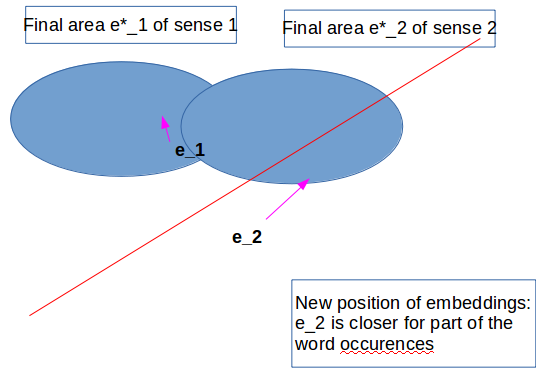 Final area e*_1 of sense 1
Final area e*_2 of sense 2
e_1
e_2
New position of embeddings:
e_2 is closer for part of the
word occurences